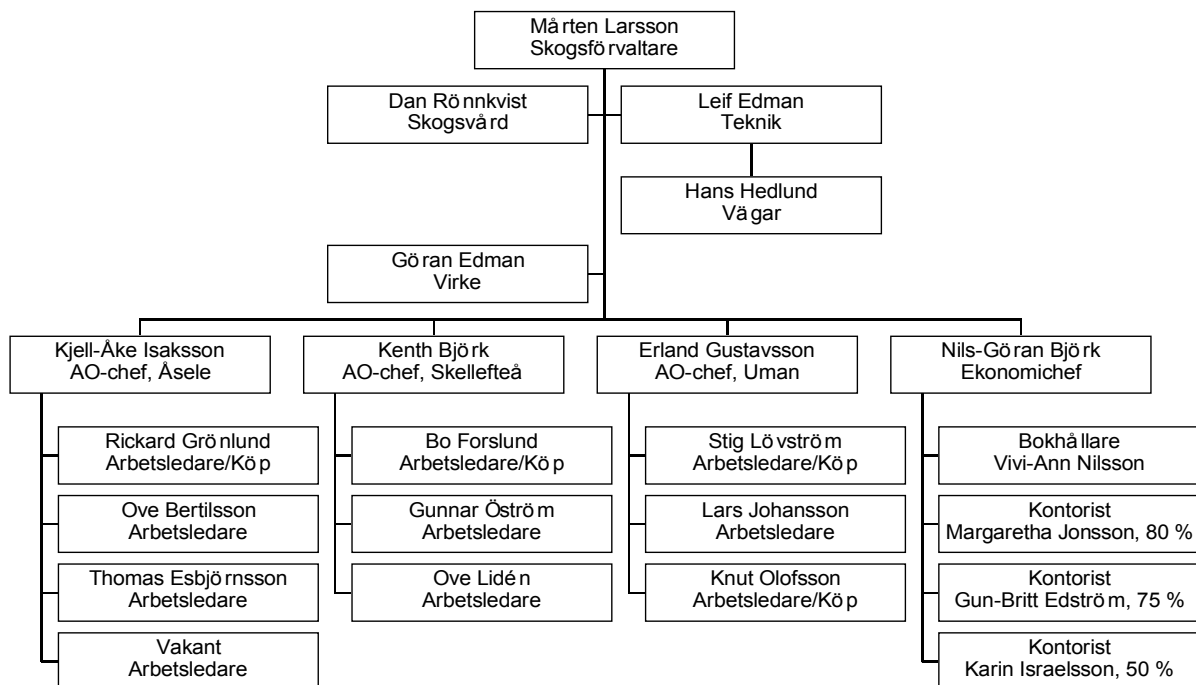 Mårten Larsson
Skogsförvaltare
Dan Rönnkvist
Skogsvård
Leif Edman
Teknik
Hans Hedlund
Vägar
Göran Edman
Virke
Kjell-Åke Isaksson
AO-chef, Åsele
Kenth Björk
AO-chef, Skellefteå
Erland Gustavsson
AO-chef, Uman
Nils-Göran Björk
Ekonomichef
Rickard Grönlund
Arbetsledare/Köp
Ove Bertilsson
Arbetsledare
Thomas Esbjörnsson
Arbetsledare
Vakant
Arbetsledare
Bo Forslund
Arbetsledare/Köp
Gunnar Öström
Arbetsledare
Ove Lidén
Arbetsledare
Stig Lövström
Arbetsledare/Köp
Lars Johansson
Arbetsledare
Knut Olofsson
Arbetsledare/Köp
Bokhållare
Vivi-Ann Nilsson
Kontorist
Margaretha Jonsson, 80 %
Kontorist
Gun-Britt Edström, 75 %
Kontorist
Karin Israelsson, 50 %